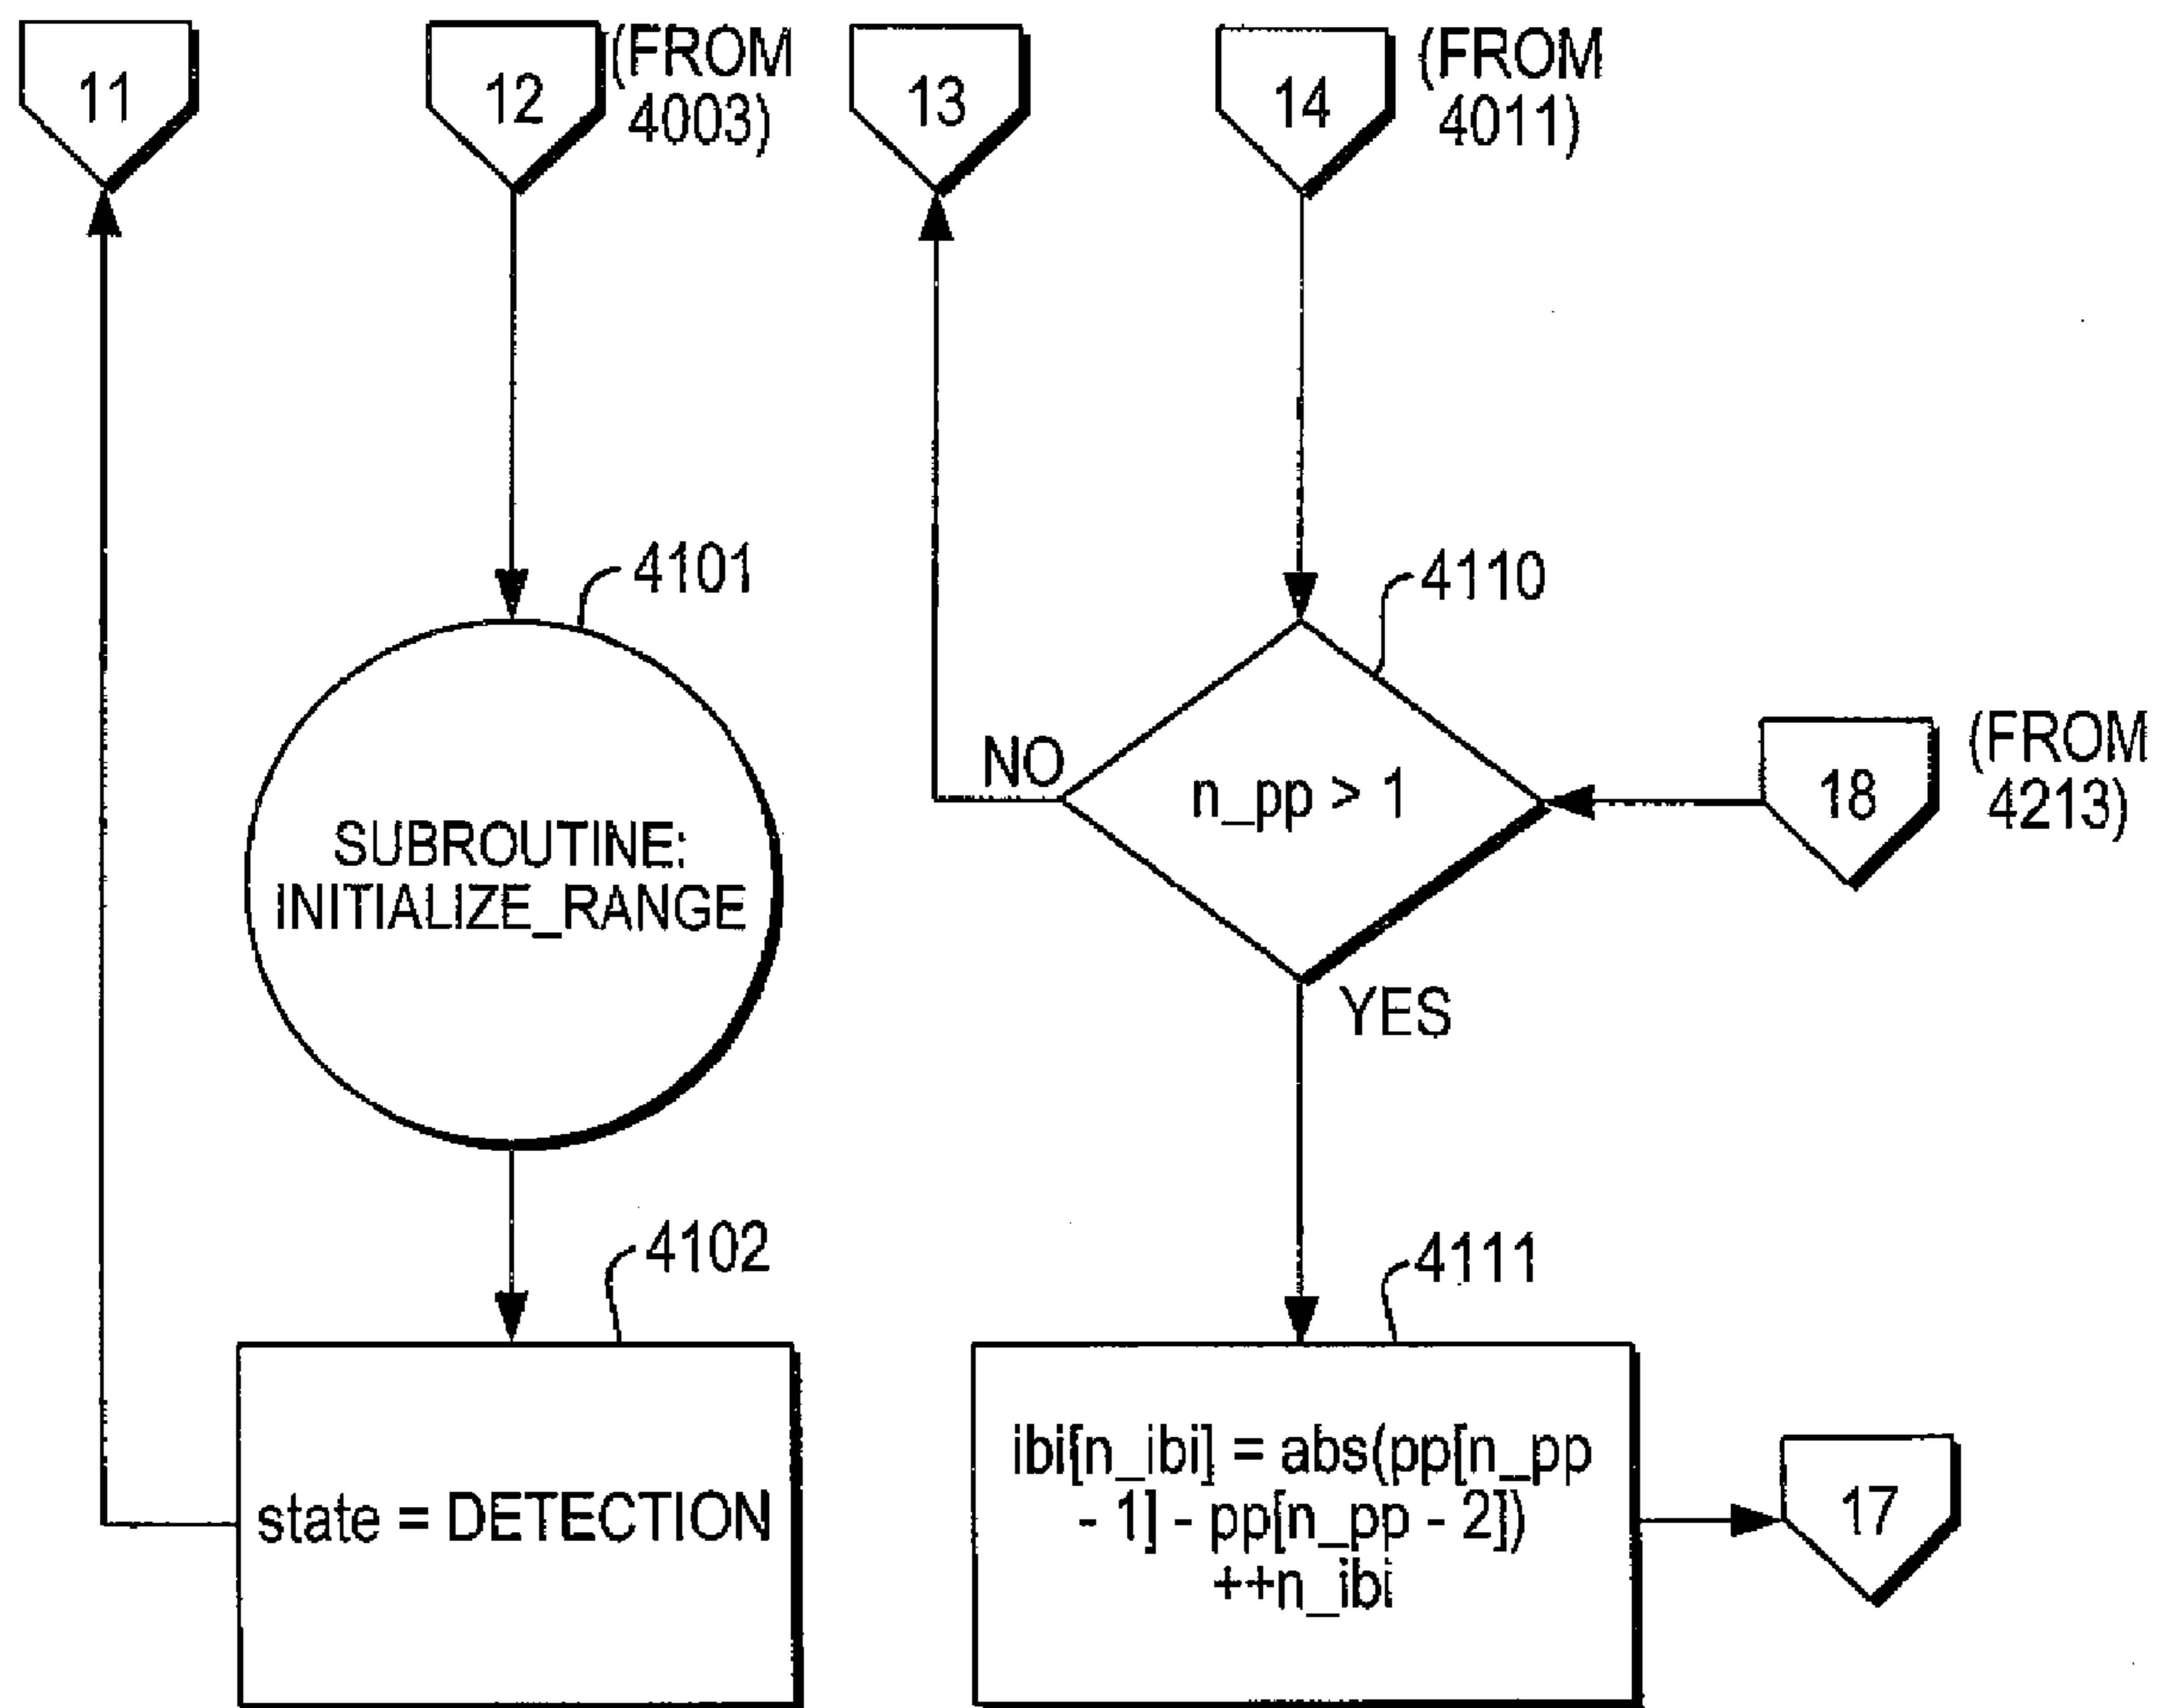 11
12
(FROM
4003)
13
14
(FROM
4011)
4101
4110
SUBROUTINE:
INITIALIZE_RANGE
NO
n_pp > 1
18
(FROM
4213)
YES
4102
4111
state = DETECTION
ibi[n_ibi] = abs(pp[n_pp
- 1] - pp[n_pp - 2])
++n_ibi
17